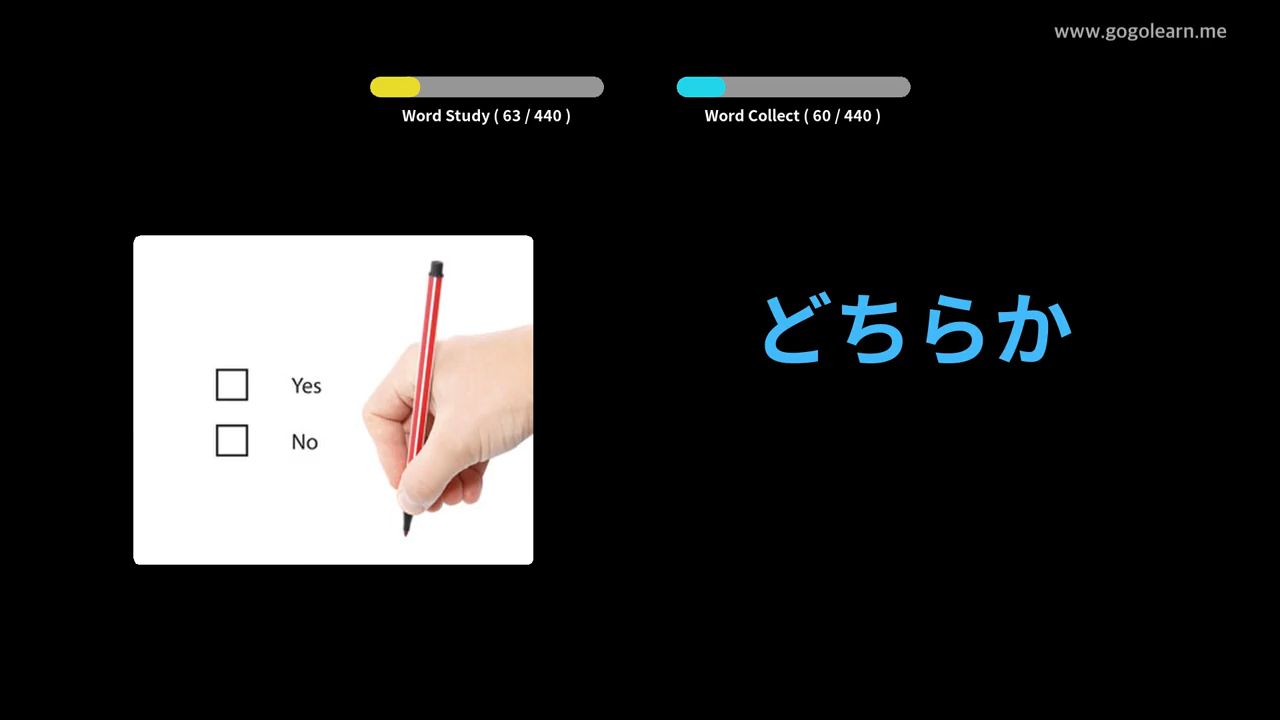 www.gogolearn.me
Word Study ( 63 / 440 )
Word Collect ( 60 / 440 )
どちらか
Yes
No